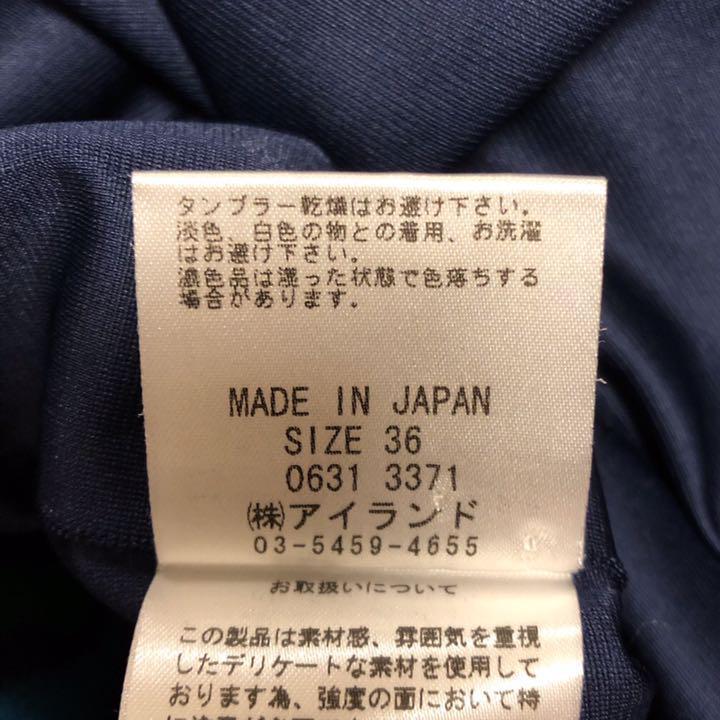 タンブラー乾燥はお避け下さい。
淡色、白色の物との着用、お洗濯
はお避け下さい。
濃色品は湿った状態で色落ちする
場合があります。
MADE IN JAPAN
SIZE 36
0631 3371
㈱アイランド
03-5459-4655
お取扱いについて
この製品は素材感、雰囲気を重視
したデリケートな素材を使用して
おります為、強度の面において特